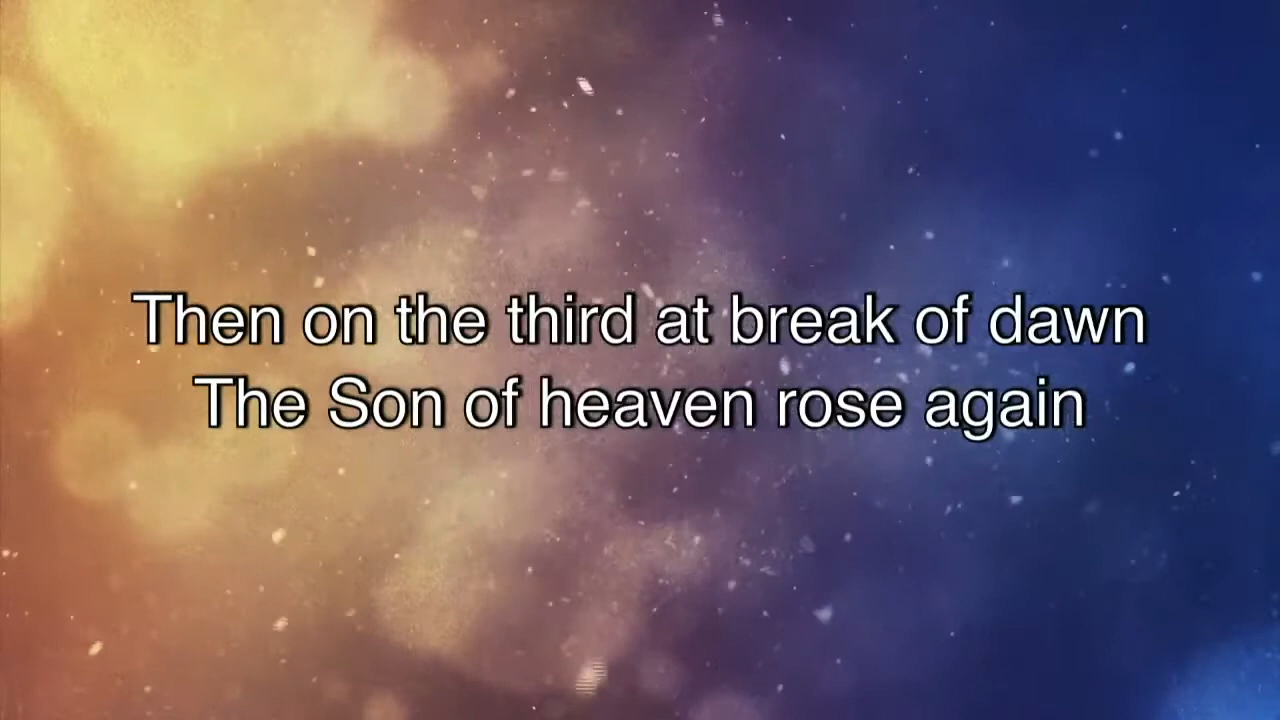 Then on the third at break of dawn
The Son of heaven rose again